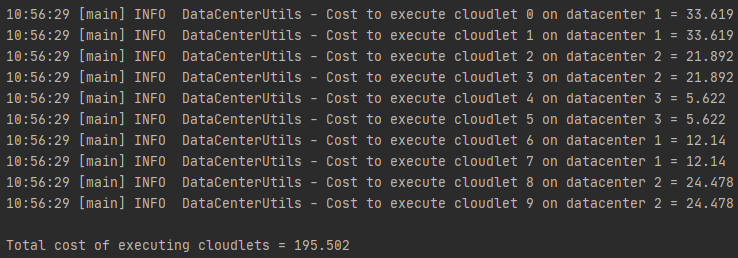 10:56:29 [main] INFO  DataCenterUtils - Cost to execute cloudlet 0 on datacenter 1 = 33.619
10:56:29 [main] INFO  DataCenterUtils - Cost to execute cloudlet 1 on datacenter 1 = 33.619
10:56:29 [main] INFO  DataCenterUtils - Cost to execute cloudlet 2 on datacenter 2 = 21.892
10:56:29 [main] INFO  DataCenterUtils - Cost to execute cloudlet 3 on datacenter 2 = 21.892
10:56:29 [main] INFO  DataCenterUtils - Cost to execute cloudlet 4 on datacenter 3 = 5.622
10:56:29 [main] INFO  DataCenterUtils - Cost to execute cloudlet 5 on datacenter 3 = 5.622
10:56:29 [main] INFO  DataCenterUtils - Cost to execute cloudlet 6 on datacenter 1 = 12.14
10:56:29 [main] INFO  DataCenterUtils - Cost to execute cloudlet 7 on datacenter 1 = 12.14
10:56:29 [main] INFO  DataCenterUtils - Cost to execute cloudlet 8 on datacenter 2 = 24.478
10:56:29 [main] INFO  DataCenterUtils - Cost to execute cloudlet 9 on datacenter 2 = 24.478
Total cost of executing cloudlets = 195.502